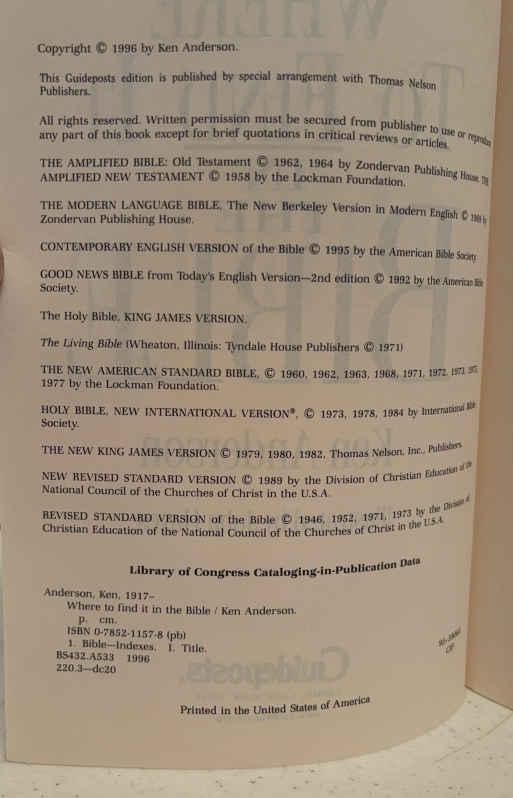 Copyright © 1996 by Ken Anderson.
This Guideposts edition is published by special arrangement with Thomas Nelson
Publishers.
All rights reserved. Written permission must be secured from publisher to use or reproduce
any part of this book except for brief quotations in critical reviews or articles.
THE AMPLIFIED BIBLE: Old Testament © 1962, 1964 by Zondervan Publishing House. THE
AMPLIFIED NEW TESTAMENT © 1958 by the Lockman Foundation.
THE MODERN LANGUAGE BIBLE, The New Berkeley Version in Modern English © by
Zondervan Publishing House.
CONTEMPORARY ENGLISH VERSION of the Bible © 1995 by the American Bible Society
GOOD NEWS BIBLE from Today's English Version—2nd edition © 1992 by the American Bible
Society.
The Holy Bible, KING JAMES VERSION.
The Living Bible (Wheaton, Illinois: Tyndale House Publishers © 1971)
THE NEW AMERICAN STANDARD BIBLE, © 1960, 1962, 1963, 1968, 1971, 1972, 1973, 1975,
1977 by the Lockman Foundation.
HOLY BIBLE, NEW INTERNATIONAL VERSION®, © 1973, 1978, 1984 by International Bible
Society.
THE NEW KING JAMES VERSION © 1979, 1980, 1982, Thomas Nelson, Inc., Publishers.
NEW REVISED STANDARD VERSION © 1989 by the Division of Christian Education of the
National Council of the Churches of Christ in the U.S.A.
REVISED STANDARD VERSION of the Bible © 1946, 1952, 1971, 1973 by the Division of
Christian Education of the National Council of the Churches of Christ in the U.S.A.
Library of Congress Cataloging-in-Publication Data
Anderson, Ken, 1917–
Where to find it in the Bible / Ken Anderson.
p. cm.
ISBN 0-7852-1157-8 (pb)
1. Bible—Indexes. I. Title.
BS432.A533 1996
220.3—dc20
CIP
Printed in the United States of America